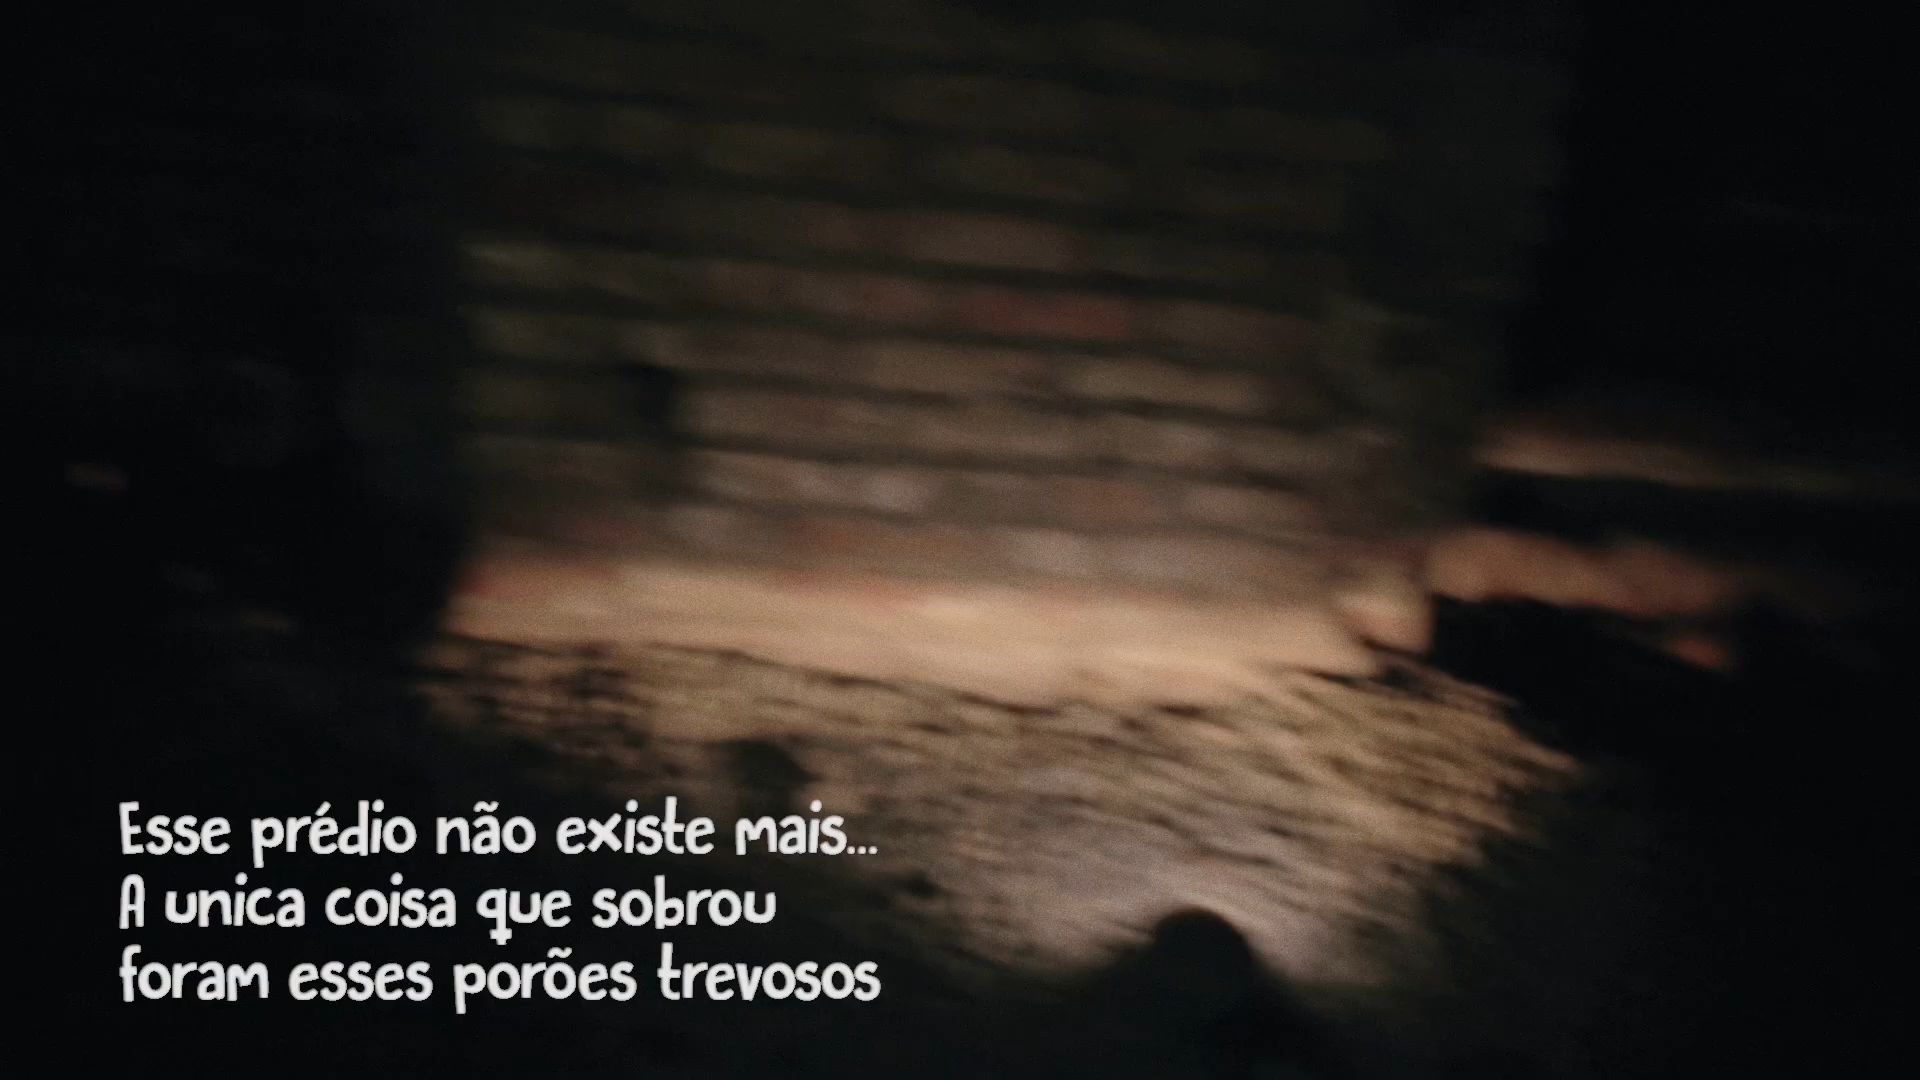 Esse prédio não existe mais...
A unica coisa que sobrou
foram esses porões trevosos